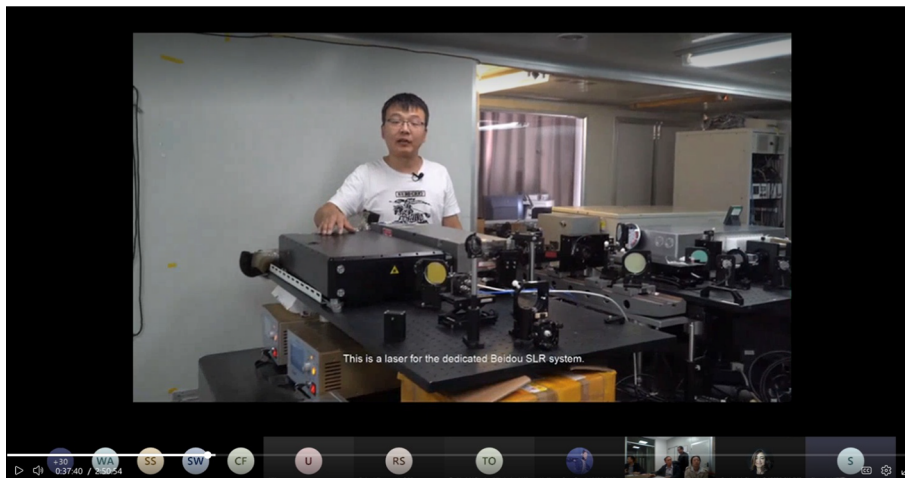 This is a laser for the dedicated Beidou SLR system.
+30
WA
SS
SW
CF
U
RS
TO
S
0:37:40 / 2:50:54
CC